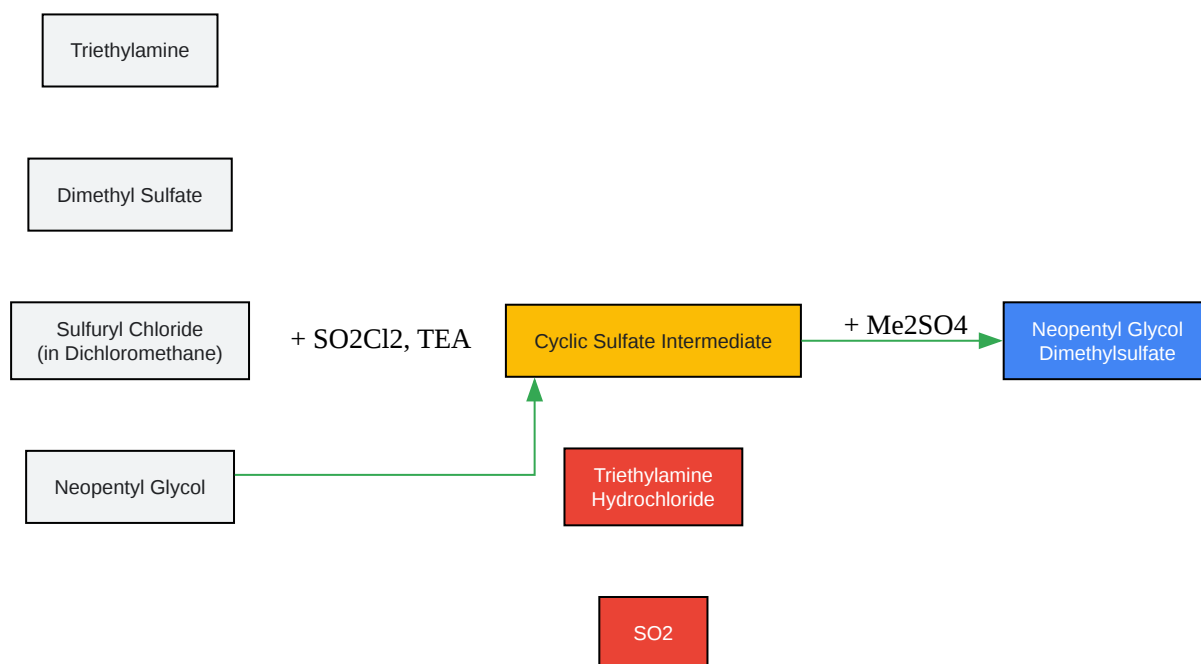 Triethylamine
Dimethyl Sulfate
Sulfuryl Chloride
(in Dichloromethane)
+ SO2Cl2, TEA
Cyclic Sulfate Intermediate
+ Me2SO4
Neopentyl Glycol
Dimethylsulfate
Neopentyl Glycol
Triethylamine
Hydrochloride
SO2